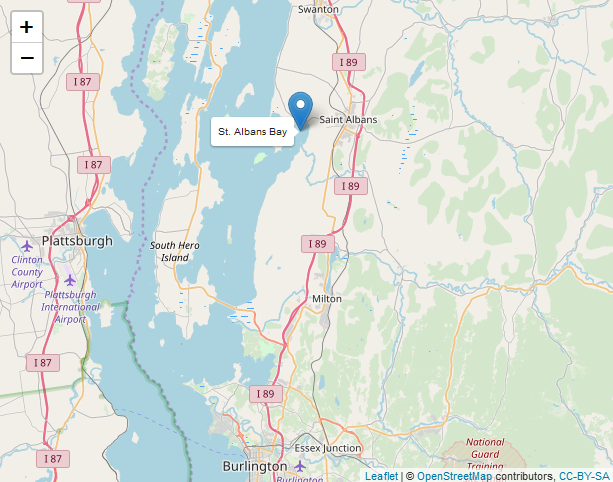 +
−
Swanton
I 89
I 87
Saint Albans
St. Albans Bay
I 87
I 89
Plattsburgh
I 89
South Hero
Island
Clinton
County
Airport
Plattsburgh
International
Airport
Milton
I 87
I 89
Essex Junction
National
Guard
Training
I 87
Burlington
Burlington
Leaflet | © OpenStreetMap contributors, CC-BY-SA